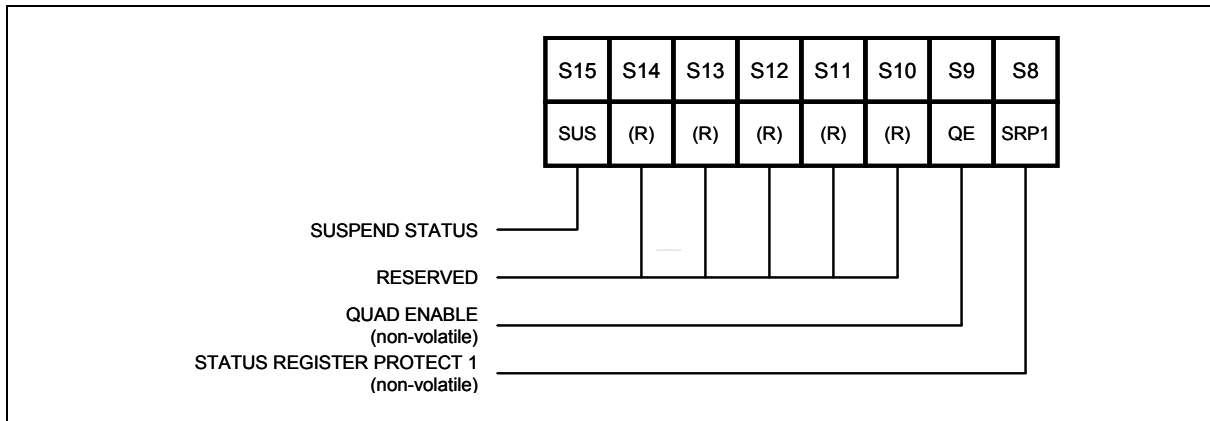 S15 S14 S13 S12 S11 S10 S9 S8
SUS (R) (R) (R) (R) (R) QE SRP1
SUSPEND STATUS
RESERVED
QUAD ENABLE
(non-volatile)
STATUS REGISTER PROTECT 1
(non-volatile)